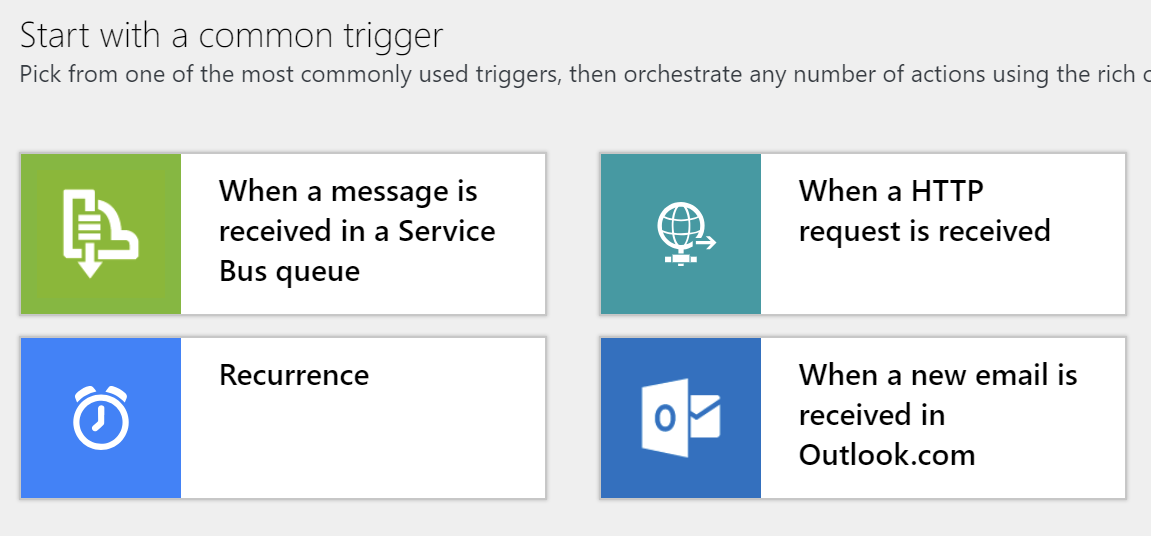 Start with a common trigger
Pick from one of the most commonly used triggers, then orchestrate any number of actions using the rich
When a message is
received in a Service
Bus queue
When a HTTP
request is received
Recurrence
When a new email is
received in
Outlook.com